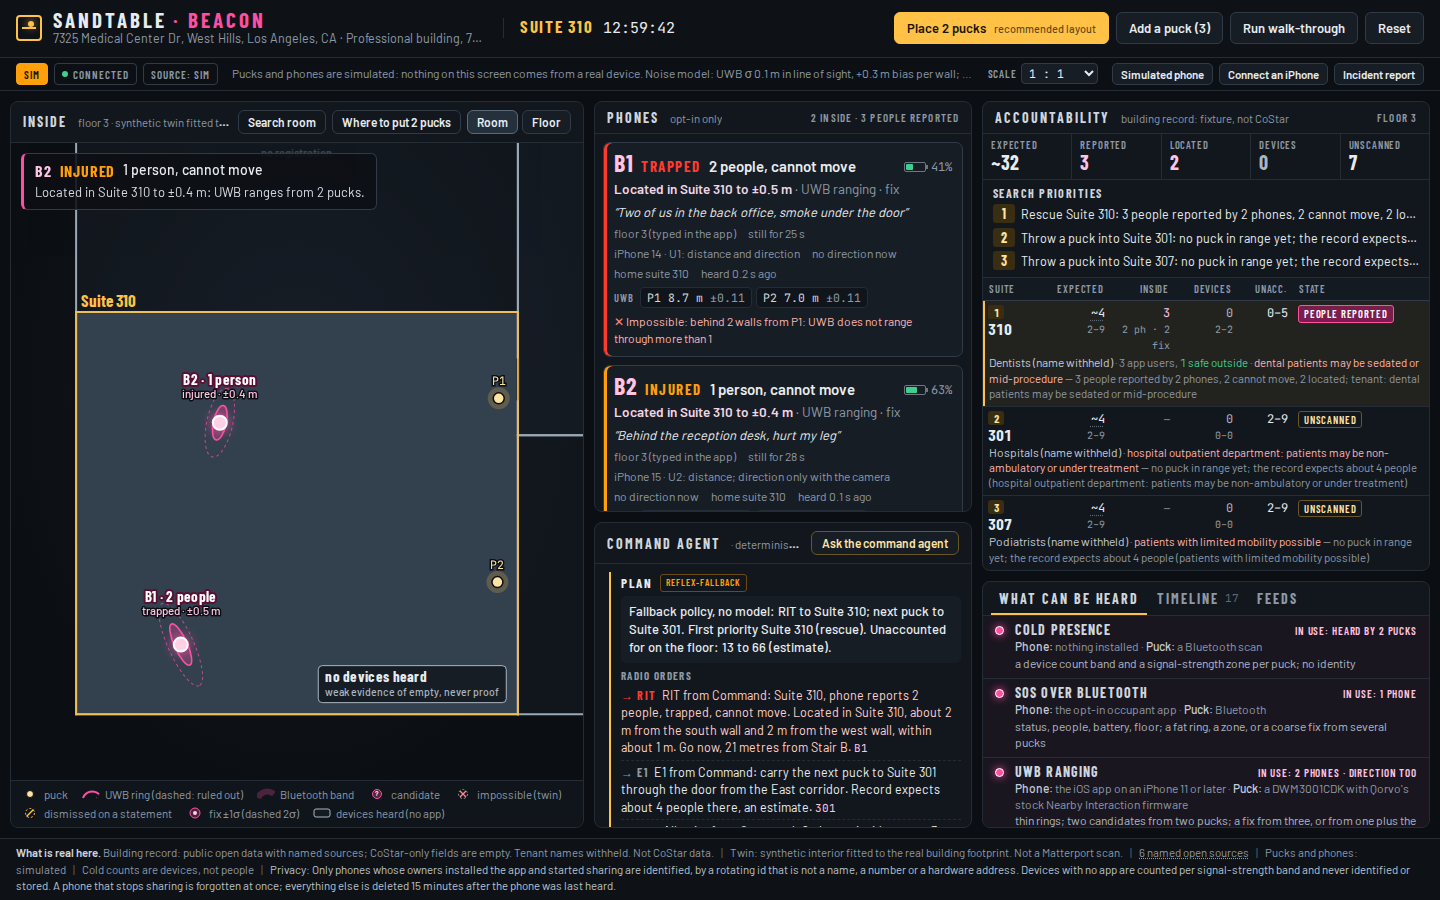 SANDTABLE · BEACON
7325 Medical Center Dr, West Hills, Los Angeles, CA · Professional building, 7...
SUITE 310 12:59:42
Place 2 pucks recommended layout
Add a puck (3)
Run walk-through
Reset
SIM
CONNECTED
SOURCE: SIM
Pucks and phones are simulated: nothing on this screen comes from a real device. Noise model: UWB σ 0.1 m in line of sight, +0.3 m bias per wall; ...
SCALE 1 : 1
Simulated phone
Connect an iPhone
Incident report
INSIDE floor 3 · synthetic twin fitted t...
Search room
Where to put 2 pucks
Room
Floor
B2 INJURED 1 person, cannot move
Located in Suite 310 to ±0.4 m: UWB ranges from 2 pucks.
Suite 310
B2 · 1 person
injured · ±0.4 m
P1
P2
B1 · 2 people
trapped · ±0.5 m
no devices heard
weak evidence of empty, never proof
puck
UWB ring (dashed: ruled out)
Bluetooth band
candidate
impossible (twin)
dismissed on a statement
fix ±1σ (dashed 2σ)
devices heard (no app)
PHONES opt-in only
2 INSIDE · 3 PEOPLE REPORTED
B1 TRAPPED 2 people, cannot move 41%
Located in Suite 310 to ±0.5 m · UWB ranging · fix
"Two of us in the back office, smoke under the door"
floor 3 (typed in the app) still for 25 s
iPhone 14 · U1: distance and direction no direction now
home suite 310 heard 0.2 s ago
UWB P1 8.7 m ±0.11 P2 7.0 m ±0.11
✕ Impossible: behind 2 walls from P1: UWB does not range
through more than 1
B2 INJURED 1 person, cannot move 63%
Located in Suite 310 to ±0.4 m · UWB ranging · fix
"Behind the reception desk, hurt my leg"
floor 3 (typed in the app) still for 28 s
iPhone 15 · U2: distance; direction only with the camera
no direction now home suite 310 heard 0.1 s ago
COMMAND AGENT · determinis...
Ask the command agent
PLAN REFLEX-FALLBACK
Fallback policy, no model: RIT to Suite 310; next puck to
Suite 301. First priority Suite 310 (rescue). Unaccounted
for on the floor: 13 to 66 (estimate).
RADIO ORDERS
→ RIT RIT from Command: Suite 310, phone reports 2
people, trapped, cannot move. Located in Suite 310, about 2
m from the south wall and 2 m from the west wall, within
about 1 m. Go now, 21 metres from Stair B. B1
→ E1 E1 from Command: carry the next puck to Suite 301
through the door from the East corridor. Record expects
about 4 people there, an estimate. 301
ACCOUNTABILITY building record: fixture, not CoStar
FLOOR 3
EXPECTED REPORTED LOCATED DEVICES UNSCANNED
~32 3 2 0 7
SEARCH PRIORITIES
1 Rescue Suite 310: 3 people reported by 2 phones, 2 cannot move, 2 lo...
2 Throw a puck into Suite 301: no puck in range yet; the record expects...
3 Throw a puck into Suite 307: no puck in range yet; the record expects...
SUITE EXPECTED INSIDE DEVICES UNACC. STATE
1 ~4 3 0 0–5 PEOPLE REPORTED
310 2–9 2 ph · 2 2–2
fix
Dentists (name withheld) · 3 app users, 1 safe outside · dental patients may be sedated or
mid-procedure — 3 people reported by 2 phones, 2 cannot move, 2 located; tenant: dental
patients may be sedated or mid-procedure
2 ~4 – 0 2–9 UNSCANNED
301 2–9 0–0
Hospitals (name withheld) · hospital outpatient department: patients may be non-
ambulatory or under treatment — no puck in range yet; the record expects about 4 people
(hospital outpatient department: patients may be non-ambulatory or under treatment)
3 ~4 – 0 2–9 UNSCANNED
307 2–9 0–0
Podiatrists (name withheld) · patients with limited mobility possible — no puck in range
yet; the record expects about 4 people (patients with limited mobility possible)
WHAT CAN BE HEARD TIMELINE 17 FEEDS
COLD PRESENCE IN USE: HEARD BY 2 PUCKS
Phone: nothing installed · Puck: a Bluetooth scan
a device count band and a signal-strength zone per puck; no identity
SOS OVER BLUETOOTH IN USE: 1 PHONE
Phone: the opt-in occupant app · Puck: Bluetooth
status, people, battery, floor; a fat ring, a zone, or a coarse fix from several
pucks
UWB RANGING IN USE: 2 PHONES · DIRECTION TOO
Phone: the iOS app on an iPhone 11 or later · Puck: a DWM3001CDK with Qorvo's
stock Nearby Interaction firmware
thin rings; two candidates from two pucks; a fix from three, or from one plus the
What is real here. Building record: public open data with named sources; CoStar-only fields are empty. Tenant names withheld. Not CoStar data. | Twin: synthetic interior fitted to the real building footprint. Not a Matterport scan. | 6 named open sources | Pucks and phones:
simulated | Cold counts are devices, not people | Privacy: Only phones whose owners installed the app and started sharing are identified, by a rotating id that is not a name, a number or a hardware address. Devices with no app are counted per signal-strength band and never identified or
stored. A phone that stops sharing is forgotten at once; everything else is deleted 15 minutes after the phone was last heard.